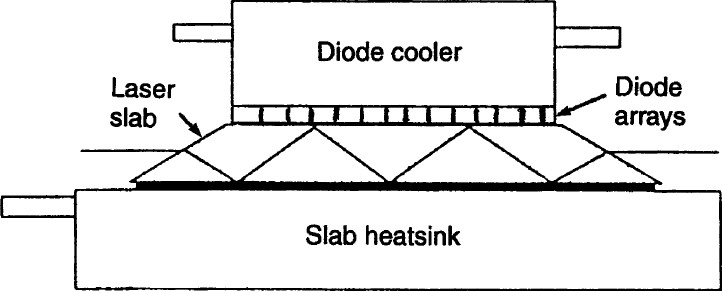 Diode cooler
Laser
slab
Diode
arrays
Slab heatsink